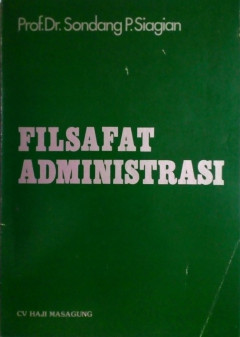 Prof.Dr. Sondang P. Siagian
FILSAFAT
ADMINISTRASI
CV HAJI MASAGUNG